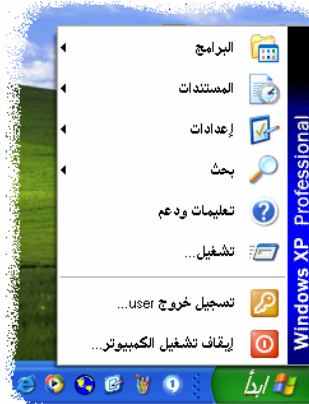 البرامج
المستندات
إعدادات
بحث
تعليمات ودعم
تشغيل...
تسجيل خروج user...
إيقاف تشغيل الكمبيوتر...
Windows XP Professional
ابدأ